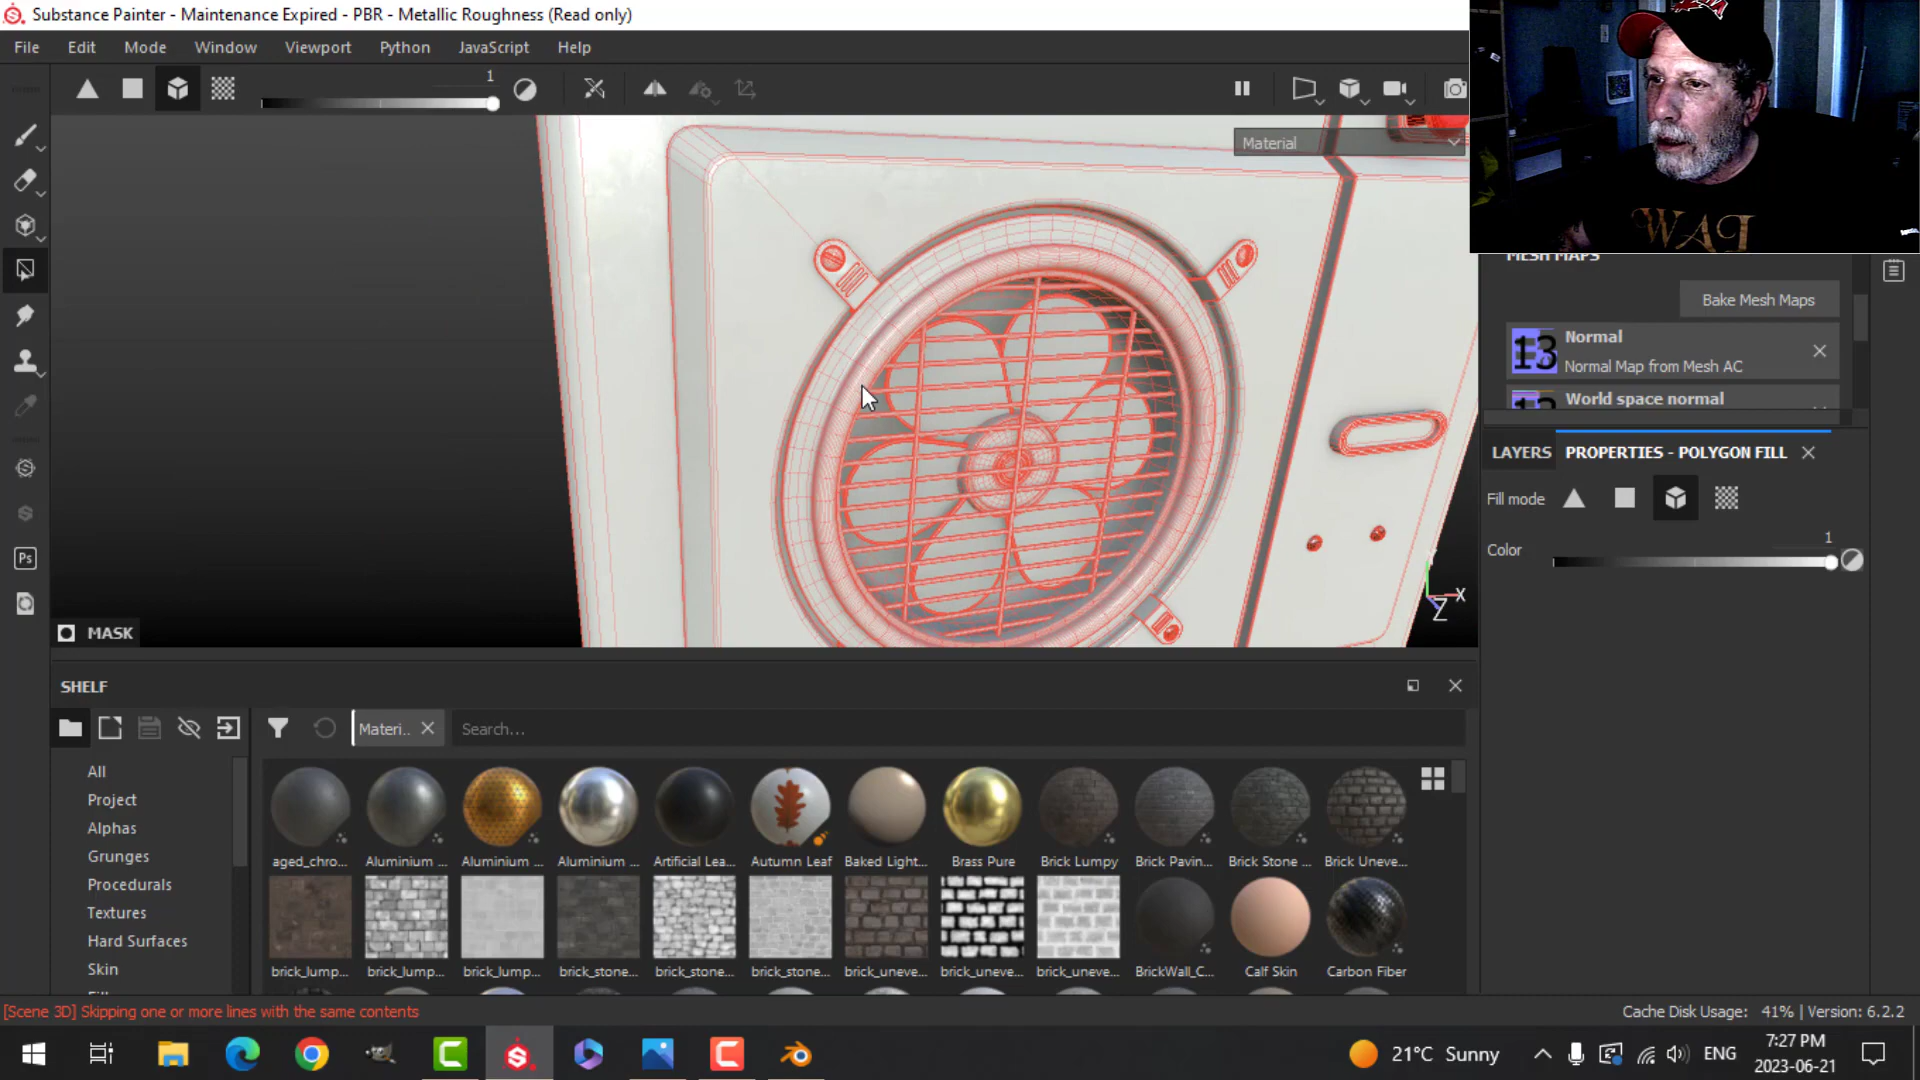 Substance Painter - Maintenance Expired - PBR - Metallic Roughness (Read only)
File Edit Mode Window Viewport Python JavaScript Help
1
Material
WAI
MESH MAPS
Bake Mesh Maps
13 Normal
Normal Map from Mesh AC
World space normal
LAYERS PROPERTIES - POLYGON FILL
Fill mode
1
Color
X
Z
MASK
SHELF
Materi..
Search...
All
Project
Alphas
Grunges
Procedurals
Textures
Hard Surfaces
Skin
aged_chro... Aluminium ... Aluminium ... Aluminium ... Artificial Lea... Autumn Leaf Baked Light... Brass Pure Brick Lumpy Brick Pavin... Brick Stone ... Brick Uneve...
brick_lump... brick_lump... brick_lump... brick_stone... brick_stone... brick_stone... brick_uneve... brick_uneve... brick_uneve... BrickWall_C... Calf Skin Carbon Fiber
[Scene 3D] Skipping one or more lines with the same contents
Cache Disk Usage: 41% | Version: 6.2.2
Ps
21°C Sunny
ENG
7:27 PM
2023-06-21